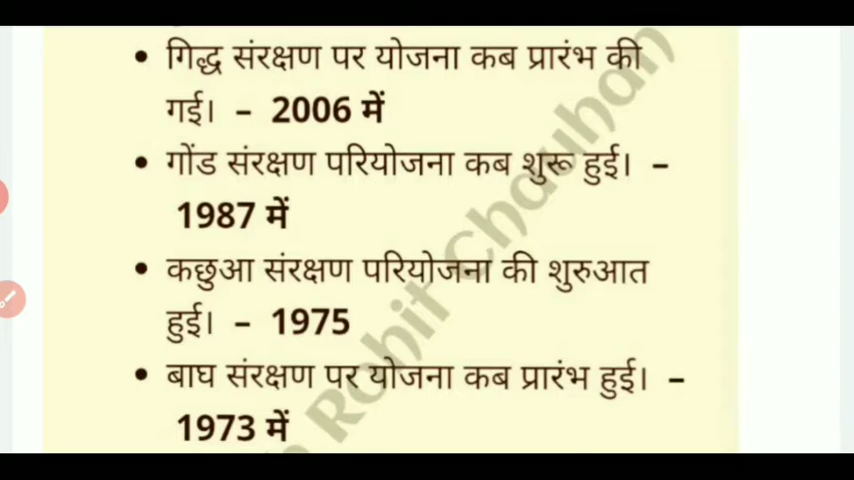 • गिद्ध संरक्षण पर योजना कब प्रारंभ की
गई। – 2006 में
• गोंड संरक्षण परियोजना कब शुरू हुई। –
1987 में
• कछुआ संरक्षण परियोजना की शुरुआत
हुई। – 1975
• बाघ संरक्षण पर योजना कब प्रारंभ हुई। –
1973 में
Rohit Chauhan